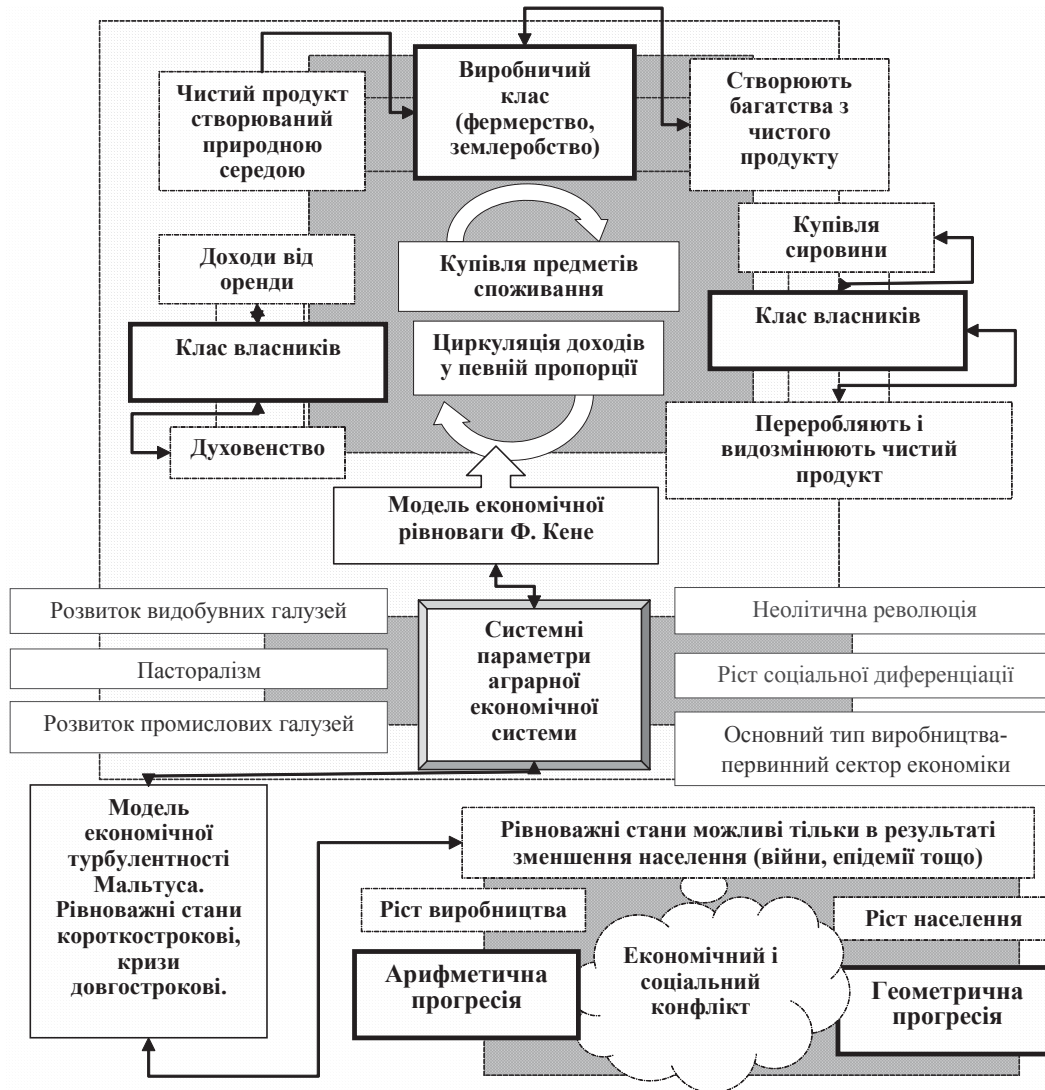 Чистий продукт
створюваний
природною
середою
Виробничий
клас
(фермерство,
землеробство)
Створюють
багатства з
чистого
продукту
Купівля
сировини
Доходи від
оренди
Купівля предметів
споживання
Клас власників
Клас власників
Циркуляція доходів
у певній пропорції
Духовенство
Переробляють і
видозмінюють чистий
продукт
Модель економічної
рівноваги Ф. Кене
Розвиток видобувних галузей
Пасторалізм
Розвиток промислових галузей
Системні
параметри
аграрної
економічної
системи
Неолітична революція
Ріст соціальної диференціації
Основний тип виробництва-
первинний сектор економіки
Модель
економічної
турбулентності
Мальтуса.
Рівноважні стани
короткострокові,
кризи
довгострокові.
Рівноважні стани можливі тільки в результаті
зменшення населення (війни, епідемії тощо)
Ріст виробництва
Ріст населення
Арифметична
прогресія
Економічний і
соціальний
конфлікт
Геометрична
прогресія